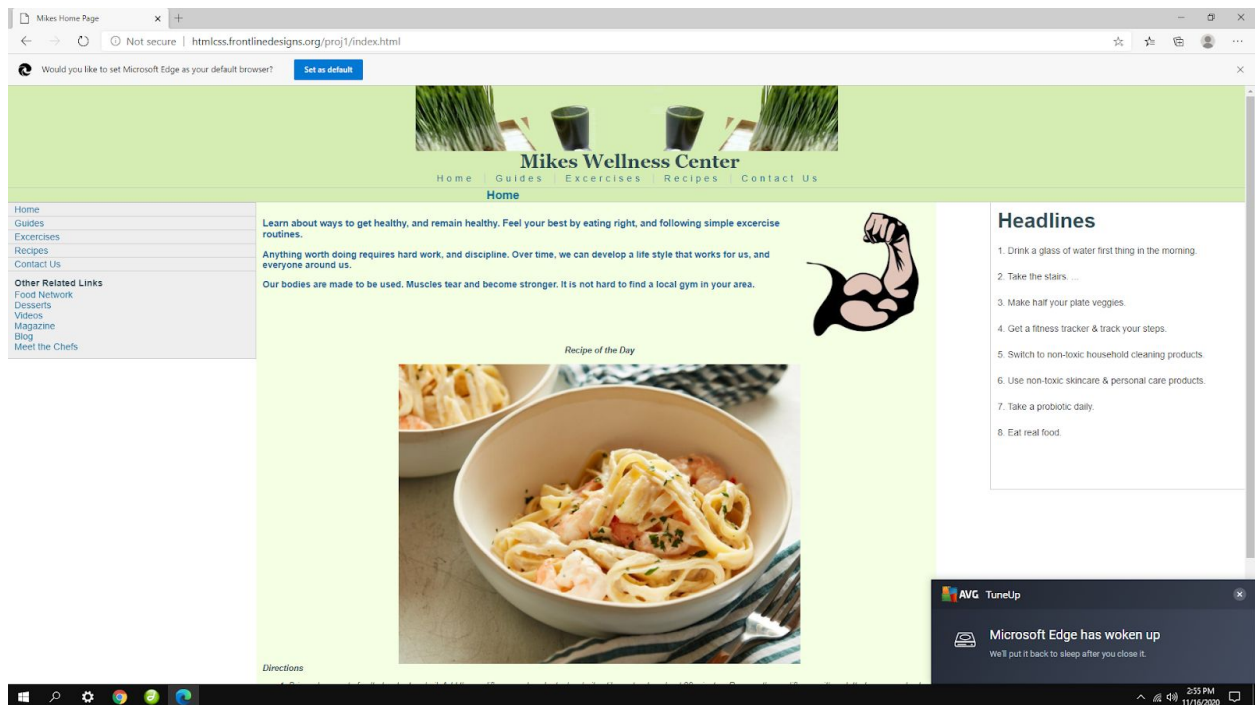 Mikes Home Page
Not secure | htmlcss.frontlinedesigns.org/proj1/index.html
Would you like to set Microsoft Edge as your default browser? Set as default
Mikes Wellness Center
Home | Guides | Excercises | Recipes | Contact Us
Home
Home
Guides
Excercises
Recipes
Contact Us
Other Related Links
Food Network
Desserts
Videos
Magazine
Blog
Meet the Chefs
Learn about ways to get healthy, and remain healthy. Feel your best by eating right, and following simple excercise
routines.
Anything worth doing requires hard work, and discipline. Over time, we can develop a life style that works for us, and
everyone around us.
Our bodies are made to be used. Muscles tear and become stronger. It is not hard to find a local gym in your area.
Recipe of the Day
Directions
Headlines
1. Drink a glass of water first thing in the morning.
2. Take the stairs. ...
3. Make half your plate veggies.
4. Get a fitness tracker & track your steps.
5. Switch to non-toxic household cleaning products.
6. Use non-toxic skincare & personal care products.
7. Take a probiotic daily.
8. Eat real food.
AVG TuneUp
Microsoft Edge has woken up
We'll put it back to sleep after you close it.
2:55 PM
11/16/2020